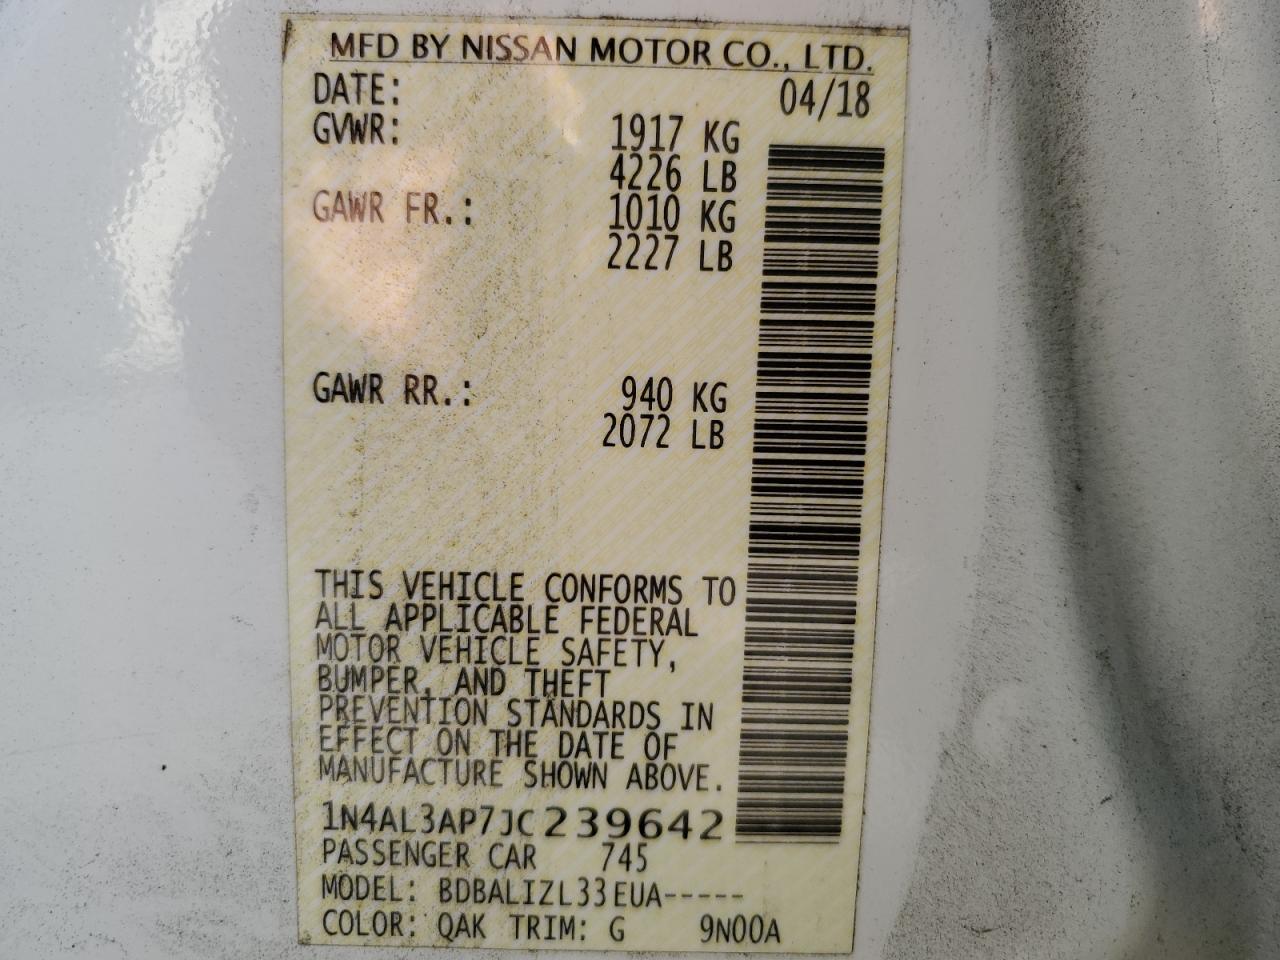 MFD BY NISSAN MOTOR CO., LTD.
DATE: 04/18
GVWR: 1917 KG
4226 LB
GAWR FR.: 1010 KG
2227 LB
GAWR RR.: 940 KG
2072 LB
THIS VEHICLE CONFORMS TO
ALL APPLICABLE FEDERAL
MOTOR VEHICLE SAFETY,
BUMPER, AND THEFT
PREVENTION STANDARDS IN
EFFECT ON THE DATE OF
MANUFACTURE SHOWN ABOVE.
1N4AL3AP7JC239642
PASSENGER CAR 745
MODEL: BDBALIZL33EUA-----
COLOR: QAK TRIM: G 9N00A